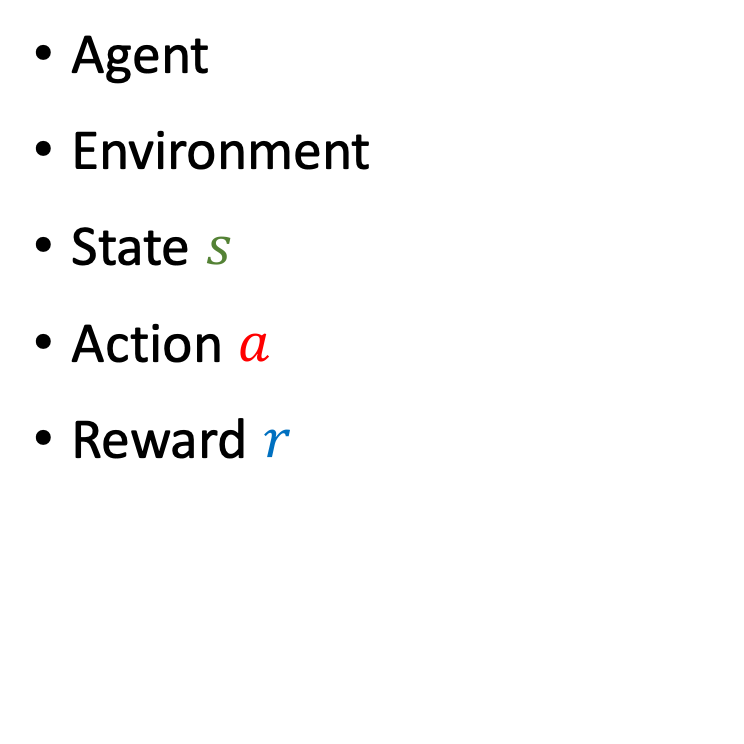 • Agent
• Environment
• State s
• Action a
• Reward r